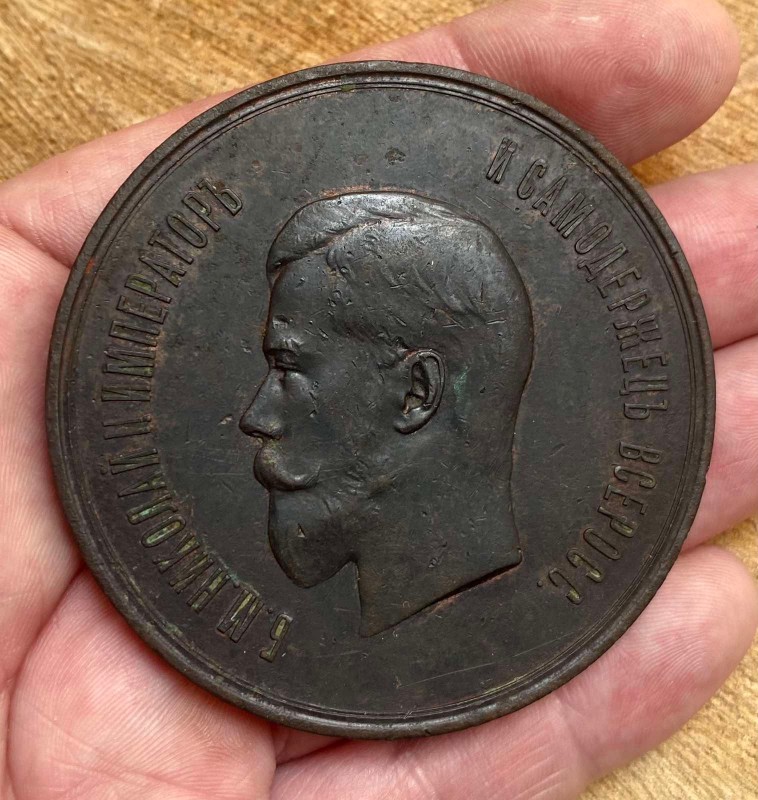 Б. М. НИКОЛАЙ II ИМПЕРАТОРЪ
И САМОДЕРЖЕЦЪ ВСЕРОСС.